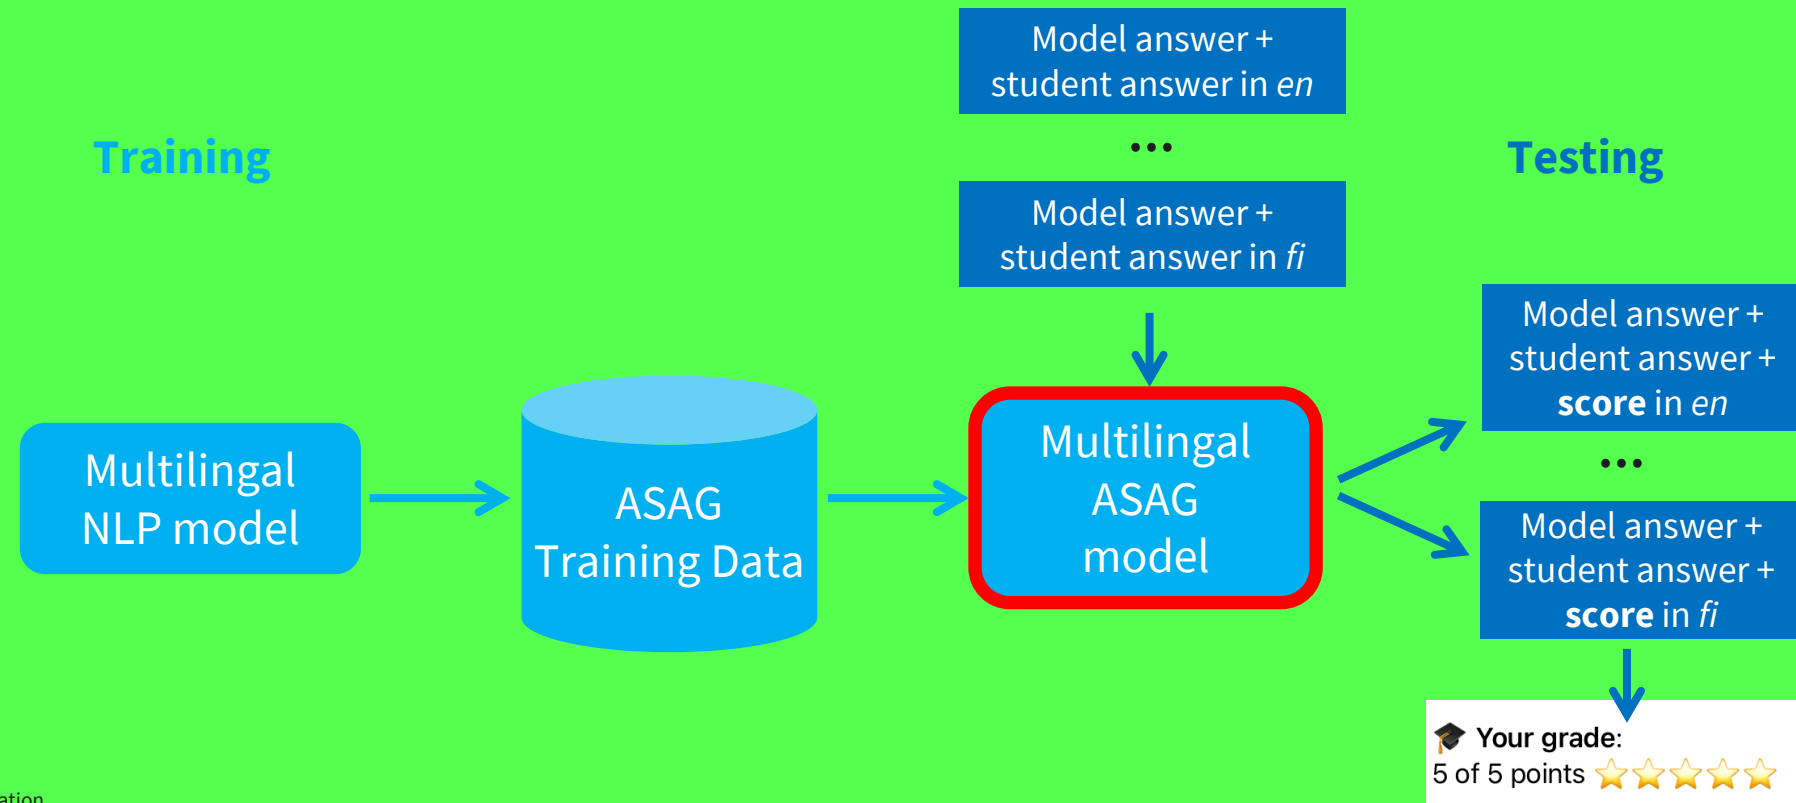 Training
Testing
Model answer +
student answer in en
...
Model answer +
student answer in fi
Multilingal
NLP model
ASAG
Training Data
Multilingal
ASAG
model
Model answer +
student answer +
score in en
...
Model answer +
student answer +
score in fi
Your grade:
5 of 5 points